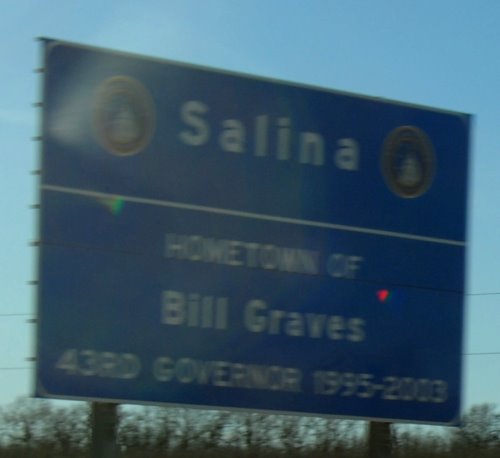 Salina
HOMETOWN OF
Bill Graves
43RD GOVERNOR 1995-2003